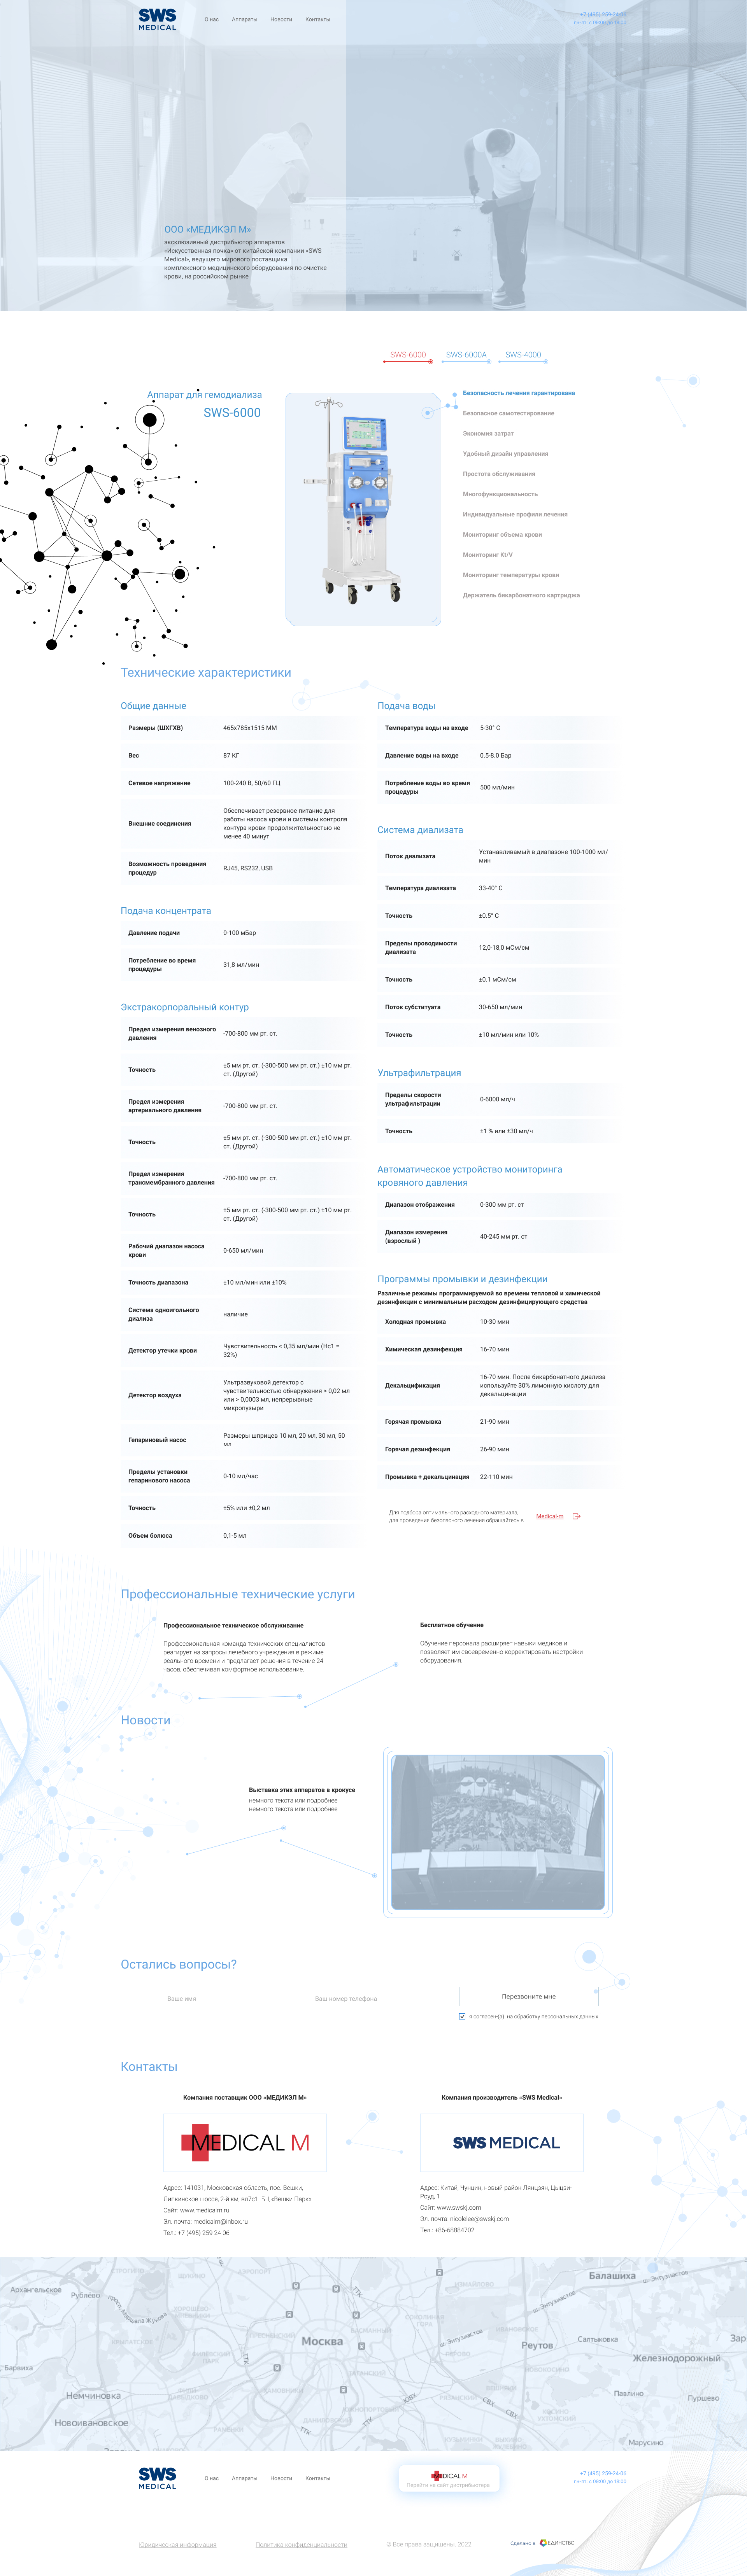 SWS
MEDICAL
О нас
Аппараты
Новости
Контакты
+7 (495) 259-24-06
пн-пт: с 09:00 до 18:00
ООО «МЕДИКЭЛ М»
эксклюзивный дистрибьютор аппаратов
«Искусственная почка» от китайской компании «SWS
Medical», ведущего мирового поставщика
комплексного медицинского оборудования по очистке
крови, на российском рынке
SWS-6000
SWS-6000A
SWS-4000
Аппарат для гемодиализа
SWS-6000
Безопасность лечения гарантирована
Безопасное самотестирование
Экономия затрат
Удобный дизайн управления
Простота обслуживания
Многофункциональность
Индивидуальные профили лечения
Мониторинг объема крови
Мониторинг Kt/V
Мониторинг температуры крови
Держатель бикарбонатного картриджа
Технические характеристики
Общие данные
Размеры (ШХГХВ)
465х785х1515 ММ
Вес
87 КГ
Сетевое напряжение
100-240 В, 50/60 ГЦ
Внешние соединения
Обеспечивает резервное питание для
работы насоса крови и системы контроля
контура крови продолжительностью не
менее 40 минут
Возможность проведения
процедур
RJ45, RS232, USB
Подача концентрата
Давление подачи
0-100 мБар
Потребление во время
процедуры
31,8 мл/мин
Экстракорпоральный контур
Предел измерения венозного
давления
-700-800 мм рт. ст.
Точность
±5 мм рт. ст. (-300-500 мм рт. ст.) ±10 мм рт.
ст. (Другой)
Предел измерения
артериального давления
-700-800 мм рт. ст.
Точность
±5 мм рт. ст. (-300-500 мм рт. ст.) ±10 мм рт.
ст. (Другой)
Предел измерения
трансмембранного давления
-700-800 мм рт. ст.
Точность
±5 мм рт. ст. (-300-500 мм рт. ст.) ±10 мм рт.
ст. (Другой)
Рабочий диапазон насоса
крови
0-650 мл/мин
Точность диапазона
±10 мл/мин или ±10%
Система одноигольного
диализа
наличие
Детектор утечки крови
Чувствительность < 0,35 мл/мин (Hc1 =
32%)
Детектор воздуха
Ультразвуковой детектор с
чувствительностью обнаружения > 0,02 мл
или > 0,0003 мл, непрерывные
микропузыри
Гепариновый насос
Размеры шприцев 10 мл, 20 мл, 30 мл, 50
мл
Пределы установки
гепаринового насоса
0-10 мл/час
Точность
±5% или ±0,2 мл
Объем болюса
0,1-5 мл
Подача воды
Температура воды на входе
5-30° С
Давление воды на входе
0.5-8.0 Бар
Потребление воды во время
процедуры
500 мл/мин
Система диализата
Поток диализата
Устанавливамый в диапазоне 100-1000 мл/
мин
Температура диализата
33-40° С
Точность
±0.5° С
Пределы проводимости
диализата
12,0-18,0 мСм/см
Точность
±0.1 мСм/см
Поток субституата
30-650 мл/мин
Точность
±10 мл/мин или 10%
Ультрафильтрация
Пределы скорости
ультрафильтрации
0-6000 мл/ч
Точность
±1 % или ±30 мл/ч
Автоматическое устройство мониторинга
кровяного давления
Диапазон отображения
0-300 мм рт. ст
Диапазон измерения
(взрослый )
40-245 мм рт. ст
Программы промывки и дезинфекции
Различные режимы программируемой во времени тепловой и химической
дезинфекции с минимальным расходом дезинфицирующего средства
Холодная промывка
10-30 мин
Химическая дезинфекция
16-70 мин
Декальцификация
16-70 мин. После бикарбонатного диализа
используйте 30% лимонную кислоту для
декальцинации
Горячая промывка
21-90 мин
Горячая дезинфекция
26-90 мин
Промывка + декальцинация
22-110 мин
Для подбора оптимального расходного материала,
для проведения безопасного лечения обращайтесь в
Medical-m
Профессиональные технические услуги
Профессиональное техническое обслуживание
Профессиональная команда технических специалистов
реагирует на запросы лечебного учреждения в режиме
реального времени и предлагает решения в течение 24
часов, обеспечивая комфортное использование.
Бесплатное обучение
Обучение персонала расширяет навыки медиков и
позволяет им своевременно корректировать настройки
оборудования.
Новости
Выставка этих аппаратов в крокусе
немного текста или подробнее
немного текста или подробнее
Остались вопросы?
Ваше имя
Ваш номер телефона
Перезвоните мне
я согласен-(а) на обработку персональных данных
Контакты
Компания поставщик ООО «МЕДИКЭЛ М»
MEDICAL M
Адрес: 141031, Московская область, пос. Вешки,
Липкинское шоссе, 2-й км, вл7с1. БЦ «Вешки Парк»
Сайт: www.medicalm.ru
Эл. почта: medicalm@inbox.ru
Тел.: +7 (495) 259 24 06
Компания производитель «SWS Medical»
SWS MEDICAL
Адрес: Китай, Чунцин, новый район Лянцзян, Цыцзи-
Роуд, 1
Сайт: www.swskj.com
Эл. почта: nicolelee@swskj.com
Тел.: +86-68884702
Архангельское
Рублёво
Москва
Балашиха
ш. Энтузиастов
ш. Энтузиастов
ш. Энтузиастов
Реутов
Салтыковка
Железнодорожный
Барвиха
Немчиновка
Новоивановское
Павлино
Пуршево
Марусино
ТТК
ТТК
ТТК
ТТК
ЮВХ
СВХ
СВХ
SWS
MEDICAL
О нас
Аппараты
Новости
Контакты
MEDICAL M
Перейти на сайт дистрибьютора
+7 (495) 259-24-06
пн-пт: с 09:00 до 18:00
Юридическая информация
Политика конфиденциальности
© Все права защищены. 2022
Сделано в
ЕДИНСТВО